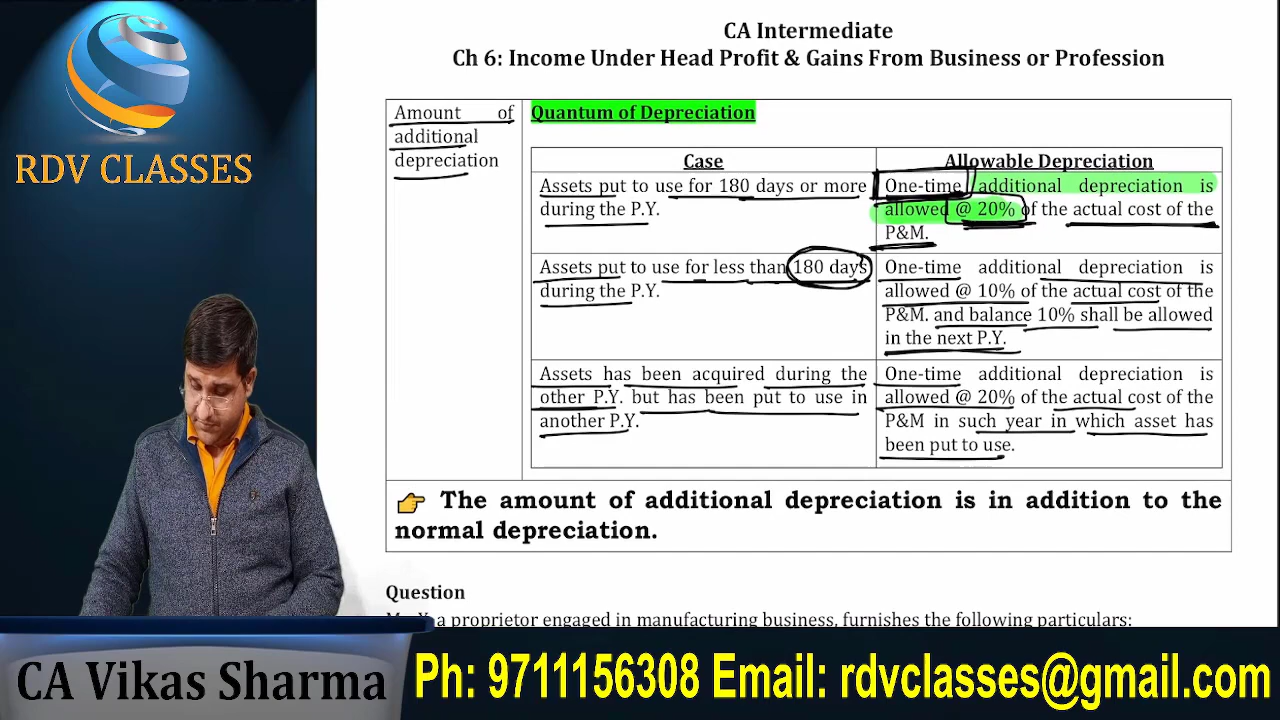 CA Intermediate
Ch 6: Income Under Head Profit & Gains From Business or Profession
RDV CLASSES
Amount of
additional
depreciation
Quantum of Depreciation
Case
Allowable Depreciation
Assets put to use for 180 days or more
during the P.Y.
One-time additional depreciation is
allowed @ 20% of the actual cost of the
P&M.
Assets put to use for less than 180 days
during the P.Y.
One-time additional depreciation is
allowed @ 10% of the actual cost of the
P&M. and balance 10% shall be allowed
in the next P.Y.
Assets has been acquired during the
other P.Y. but has been put to use in
another P.Y.
One-time additional depreciation is
allowed @ 20% of the actual cost of the
P&M in such year in which asset has
been put to use.
👉 The amount of additional depreciation is in addition to the
normal depreciation.
Question
a proprietor engaged in manufacturing business, furnishes the following particulars:
CA Vikas Sharma
Ph: 9711156308 Email: rdvclasses@gmail.com